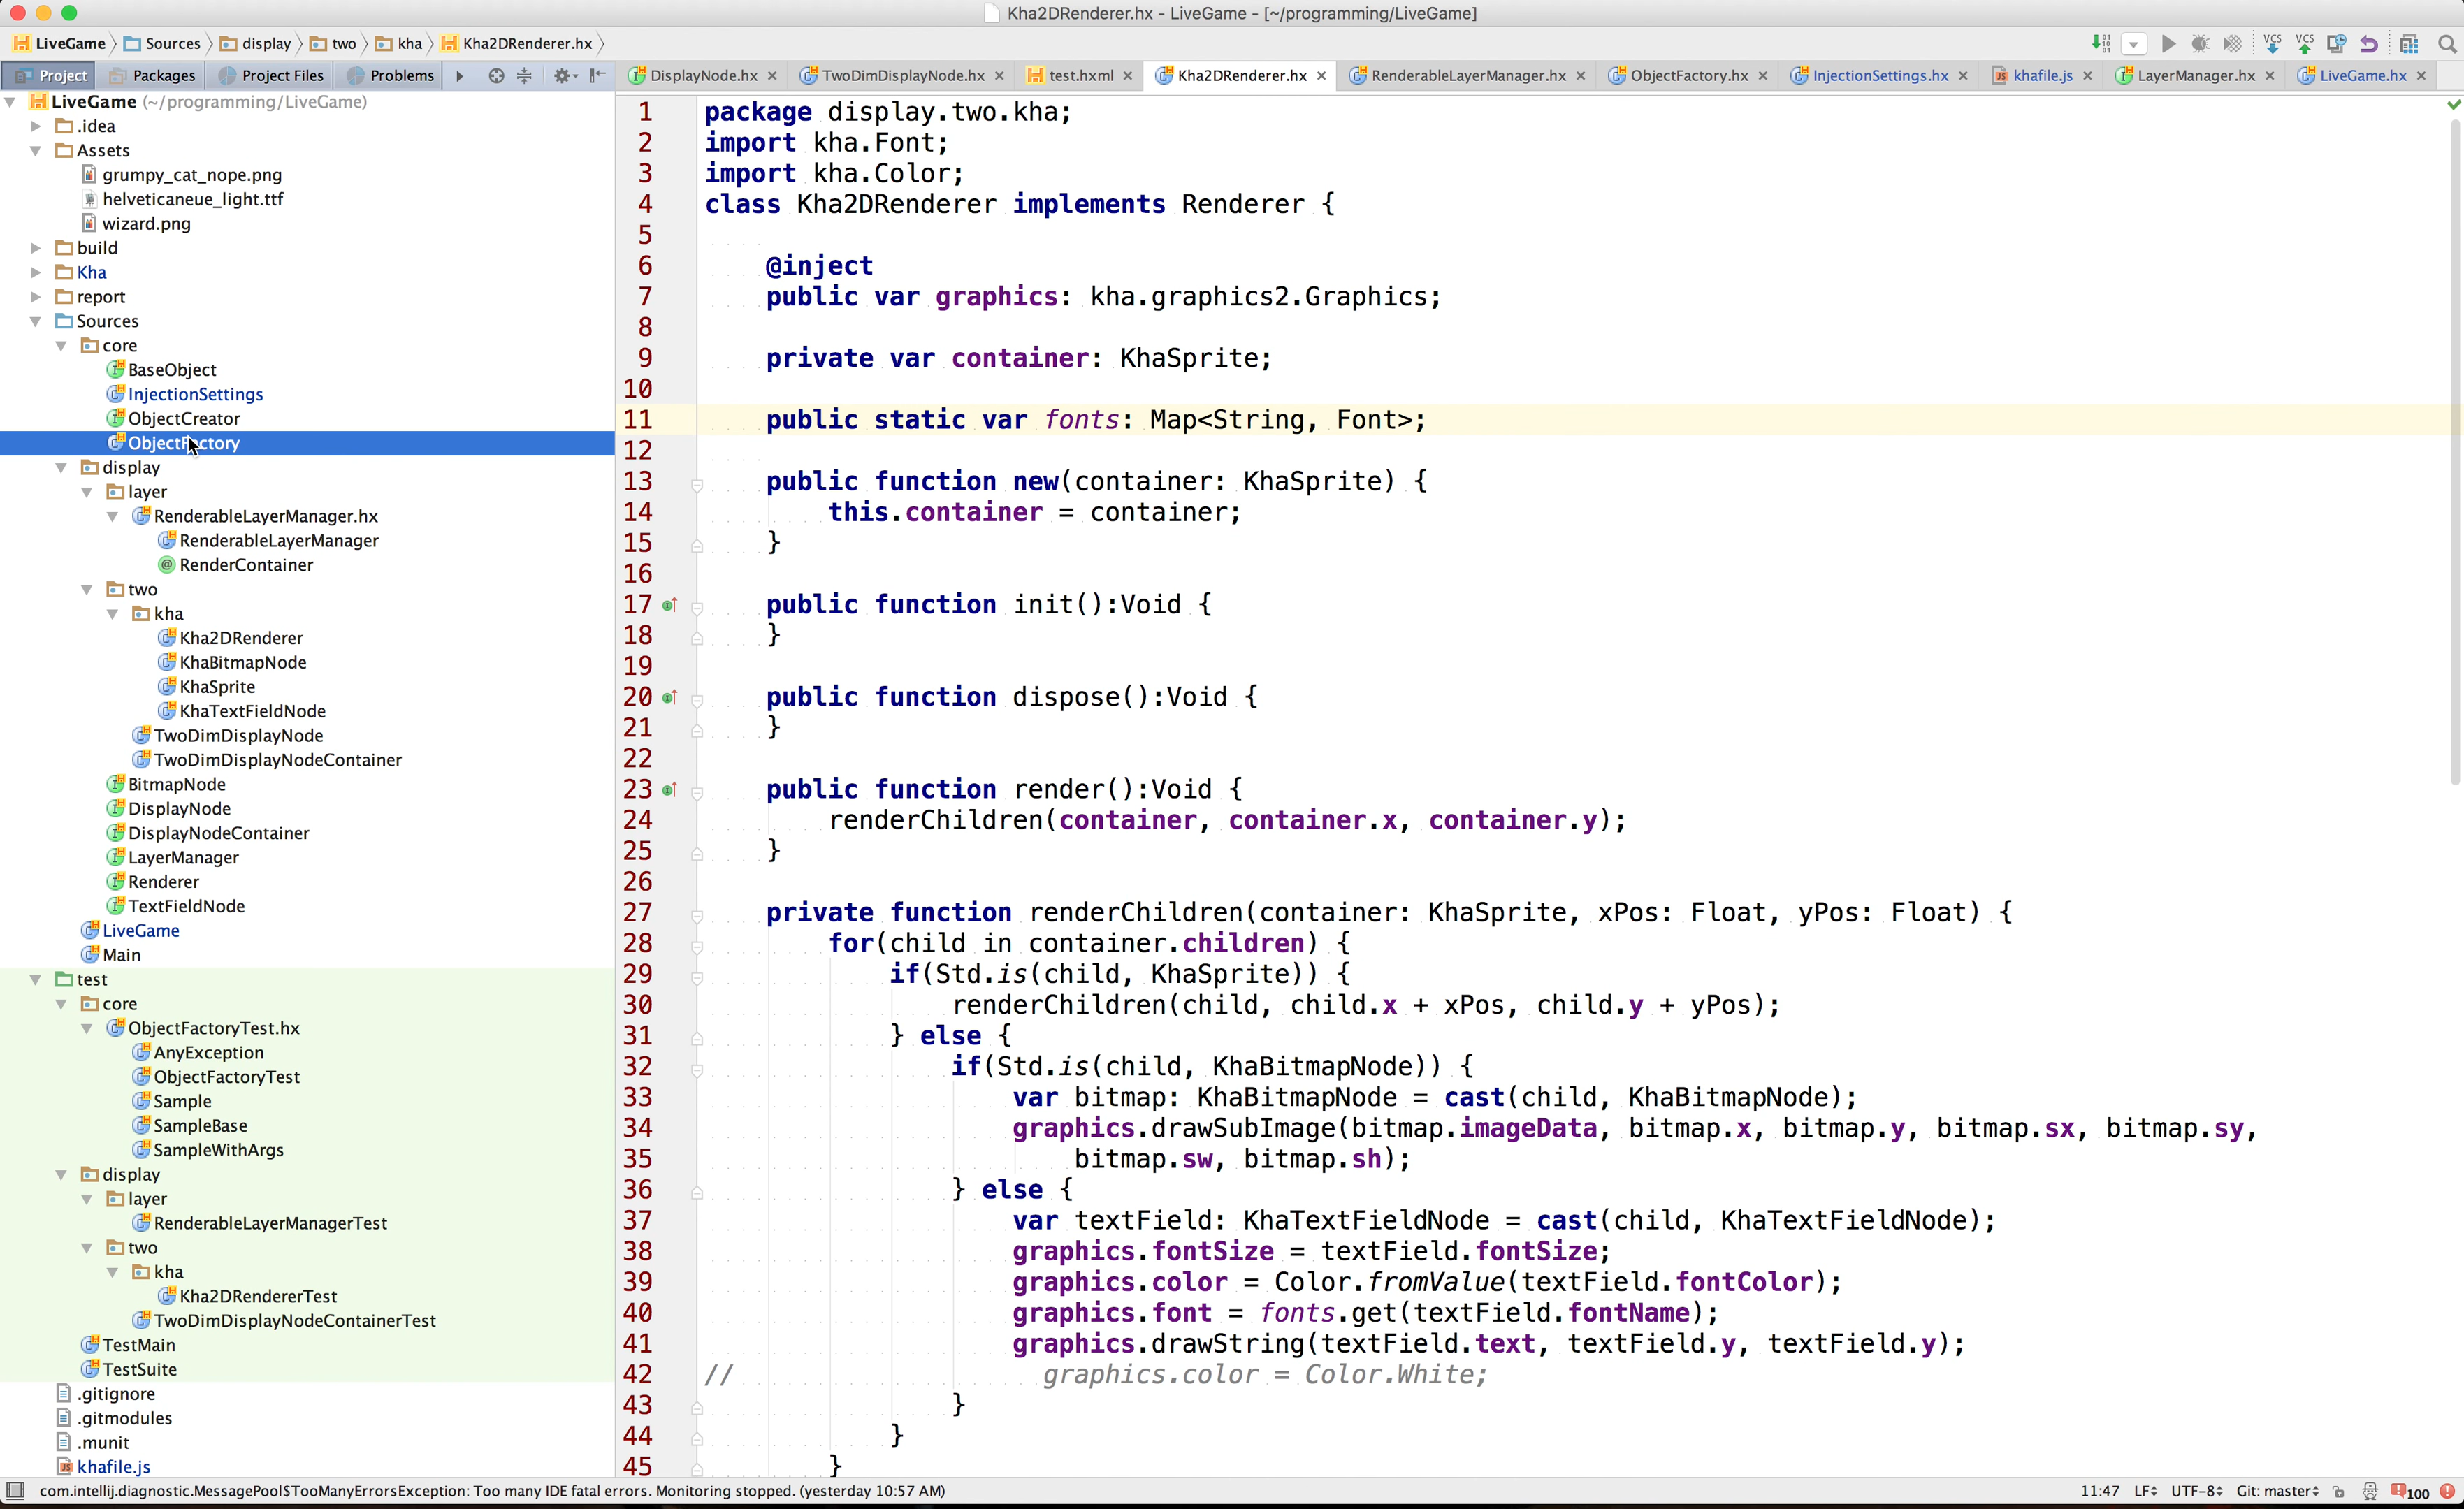 Kha2DRenderer.hx - LiveGame - [~/programming/LiveGame]
LiveGame Sources display two kha Kha2DRenderer.hx
Project Packages Project Files Problems
DisplayNode.hx TwoDimDisplayNode.hx test.hxml Kha2DRenderer.hx RenderableLayerManager.hx ObjectFactory.hx InjectionSettings.hx khafile.js LayerManager.hx LiveGame.hx
LiveGame (~/programming/LiveGame)
.idea
Assets
grumpy_cat_nope.png
helveticaneue_light.ttf
wizard.png
build
Kha
report
Sources
core
BaseObject
InjectionSettings
ObjectCreator
ObjectFactory
display
layer
RenderableLayerManager.hx
RenderableLayerManager
RenderContainer
two
kha
Kha2DRenderer
KhaBitmapNode
KhaSprite
KhaTextFieldNode
TwoDimDisplayNode
TwoDimDisplayNodeContainer
BitmapNode
DisplayNode
DisplayNodeContainer
LayerManager
Renderer
TextFieldNode
LiveGame
Main
test
core
ObjectFactoryTest.hx
AnyException
ObjectFactoryTest
Sample
SampleBase
SampleWithArgs
display
layer
RenderableLayerManagerTest
two
kha
Kha2DRendererTest
TwoDimDisplayNodeContainerTest
TestMain
TestSuite
.gitignore
.gitmodules
.munit
khafile.js
1 package display.two.kha;
2 import kha.Font;
3 import kha.Color;
4 class Kha2DRenderer implements Renderer {
5
6 @inject
7 public var graphics: kha.graphics2.Graphics;
8
9 private var container: KhaSprite;
10
11 public static var fonts: Map<String, Font>;
12
13 public function new(container: KhaSprite) {
14 this.container = container;
15 }
16
17 public function init():Void {
18 }
19
20 public function dispose():Void {
21 }
22
23 public function render():Void {
24 renderChildren(container, container.x, container.y);
25 }
26
27 private function renderChildren(container: KhaSprite, xPos: Float, yPos: Float) {
28 for(child in container.children) {
29 if(Std.is(child, KhaSprite)) {
30 renderChildren(child, child.x + xPos, child.y + yPos);
31 } else {
32 if(Std.is(child, KhaBitmapNode)) {
33 var bitmap: KhaBitmapNode = cast(child, KhaBitmapNode);
34 graphics.drawSubImage(bitmap.imageData, bitmap.x, bitmap.y, bitmap.sx, bitmap.sy,
35 bitmap.sw, bitmap.sh);
36 } else {
37 var textField: KhaTextFieldNode = cast(child, KhaTextFieldNode);
38 graphics.fontSize = textField.fontSize;
39 graphics.color = Color.fromValue(textField.fontColor);
40 graphics.font = fonts.get(textField.fontName);
41 graphics.drawString(textField.text, textField.y, textField.y);
42 // graphics.color = Color.White;
43 }
44 }
45 }
com.intellij.diagnostic.MessagePool$TooManyErrorsException: Too many IDE fatal errors. Monitoring stopped. (yesterday 10:57 AM) 11:47 LF UTF-8 Git: master 100